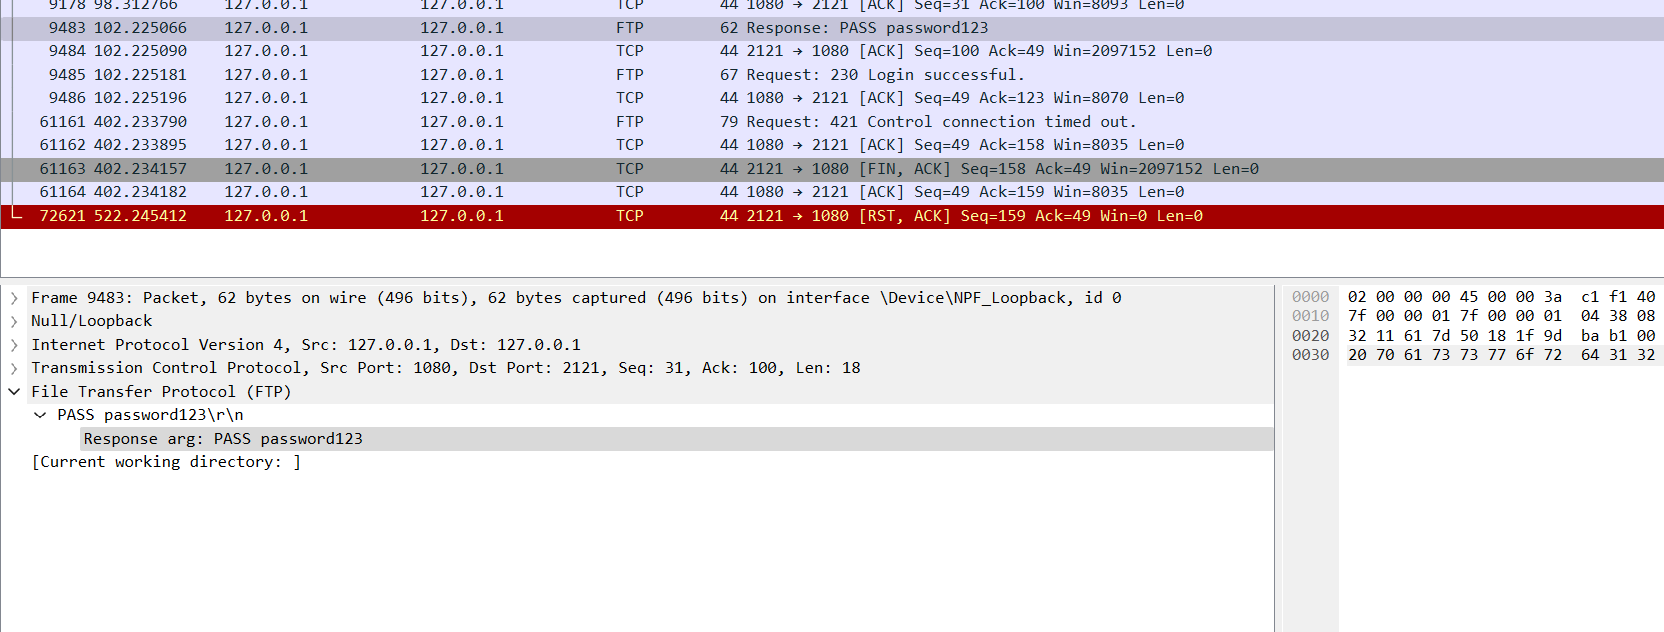 9178 98.312766 127.0.0.1 127.0.0.1 TCP 44 1080 → 2121 [ACK] Seq=31 Ack=100 Win=8093 Len=0
9483 102.225066 127.0.0.1 127.0.0.1 FTP 62 Response: PASS password123
9484 102.225090 127.0.0.1 127.0.0.1 TCP 44 2121 → 1080 [ACK] Seq=100 Ack=49 Win=2097152 Len=0
9485 102.225181 127.0.0.1 127.0.0.1 FTP 67 Request: 230 Login successful.
9486 102.225196 127.0.0.1 127.0.0.1 TCP 44 1080 → 2121 [ACK] Seq=49 Ack=123 Win=8070 Len=0
61161 402.233790 127.0.0.1 127.0.0.1 FTP 79 Request: 421 Control connection timed out.
61162 402.233895 127.0.0.1 127.0.0.1 TCP 44 1080 → 2121 [ACK] Seq=49 Ack=158 Win=8035 Len=0
61163 402.234157 127.0.0.1 127.0.0.1 TCP 44 2121 → 1080 [FIN, ACK] Seq=158 Ack=49 Win=2097152 Len=0
61164 402.234182 127.0.0.1 127.0.0.1 TCP 44 1080 → 2121 [ACK] Seq=49 Ack=159 Win=8035 Len=0
72621 522.245412 127.0.0.1 127.0.0.1 TCP 44 2121 → 1080 [RST, ACK] Seq=159 Ack=49 Win=0 Len=0
Frame 9483: Packet, 62 bytes on wire (496 bits), 62 bytes captured (496 bits) on interface \Device\NPF_Loopback, id 0
Null/Loopback
Internet Protocol Version 4, Src: 127.0.0.1, Dst: 127.0.0.1
Transmission Control Protocol, Src Port: 1080, Dst Port: 2121, Seq: 31, Ack: 100, Len: 18
File Transfer Protocol (FTP)
PASS password123\r\n
Response arg: PASS password123
[Current working directory: ]
0000 02 00 00 00 45 00 00 3a c1 f1 40
0010 7f 00 00 01 7f 00 00 01 04 38 08
0020 32 11 61 7d 50 18 1f 9d ba b1 00
0030 20 70 61 73 73 77 6f 72 64 31 32